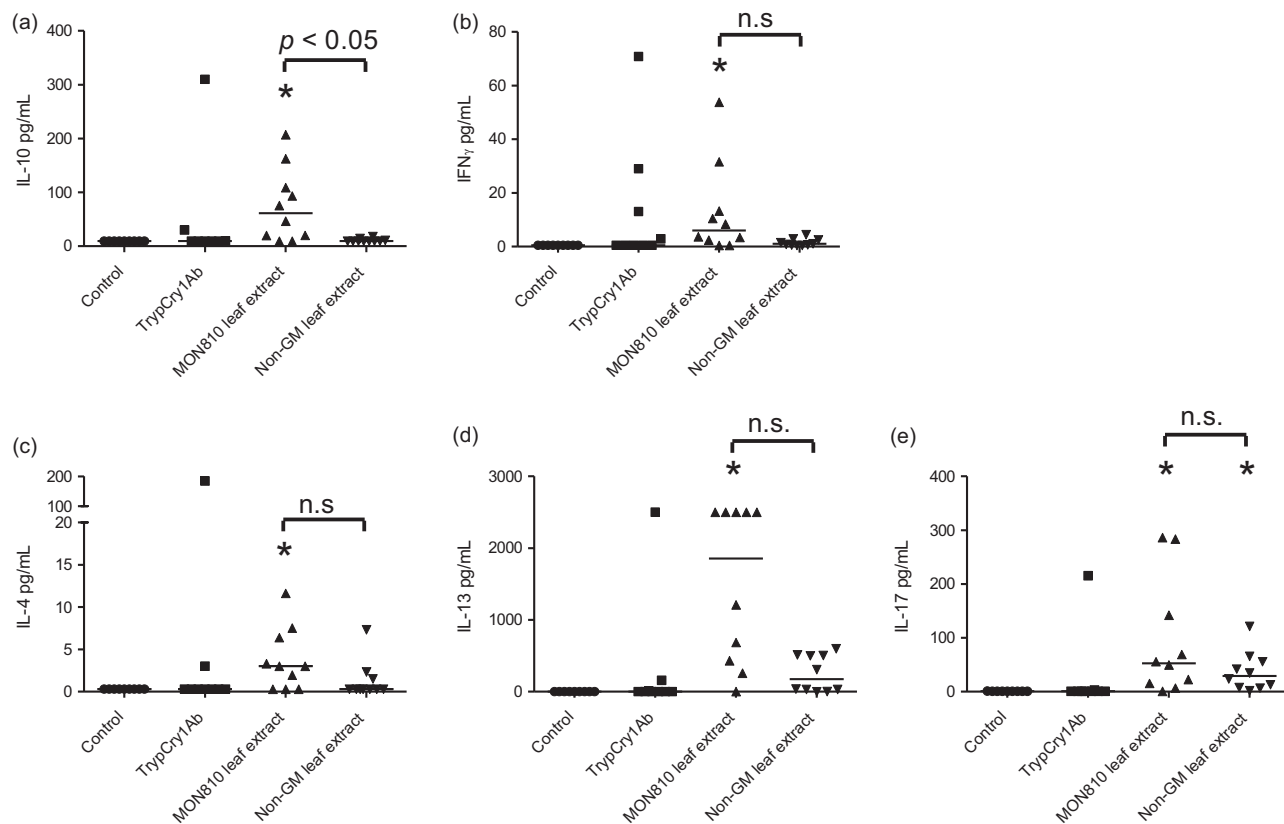 (a)
IL-10 pg/mL
400
300
200
100
0
p < 0.05
*
Control
TrypCry1Ab
MON810 leaf extract
Non-GM leaf extract
(b)
IFNγ pg/mL
80
60
40
20
0
n.s
*
Control
TrypCry1Ab
MON810 leaf extract
Non-GM leaf extract
(c)
IL-4 pg/mL
200
100
20
15
10
5
0
n.s
*
Control
TrypCry1Ab
MON810 leaf extract
Non-GM leaf extract
(d)
IL-13 pg/mL
3000
2000
1000
0
n.s.
*
Control
TrypCry1Ab
MON810 leaf extract
Non-GM leaf extract
(e)
IL-17 pg/mL
400
300
200
100
0
n.s.
* *
Control
TrypCry1Ab
MON810 leaf extract
Non-GM leaf extract